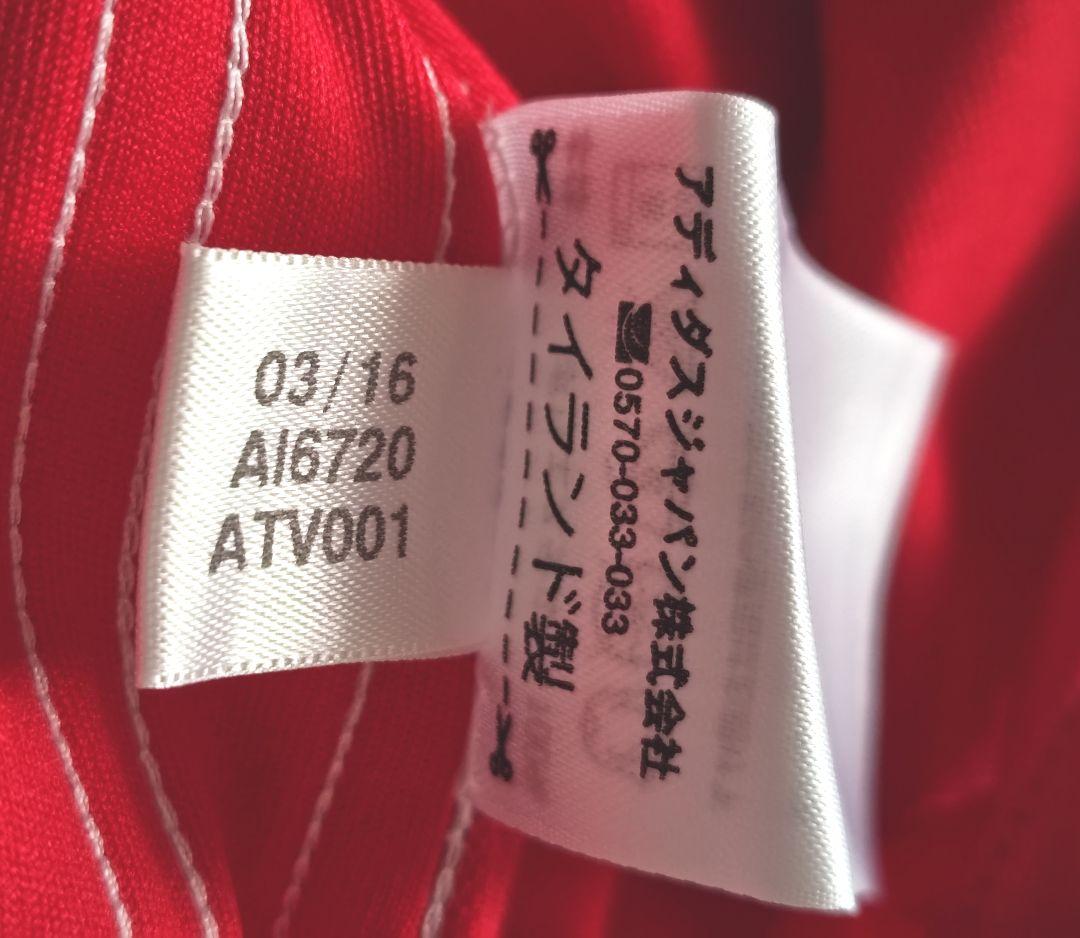 03/16
AI6720
ATV001
アディダスジャパン株式会社
0570-033-033
タイランド製